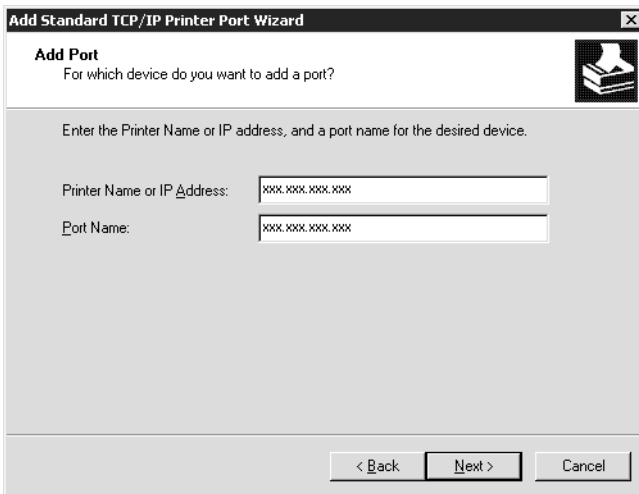 Add Standard TCP/IP Printer Port Wizard
Add Port
For which device do you want to add a port?
Enter the Printer Name or IP address, and a port name for the desired device.
Printer Name or IP Address: xxx.xxx.xxx.xxx
Port Name: xxx.xxx.xxx.xxx
< Back Next > Cancel